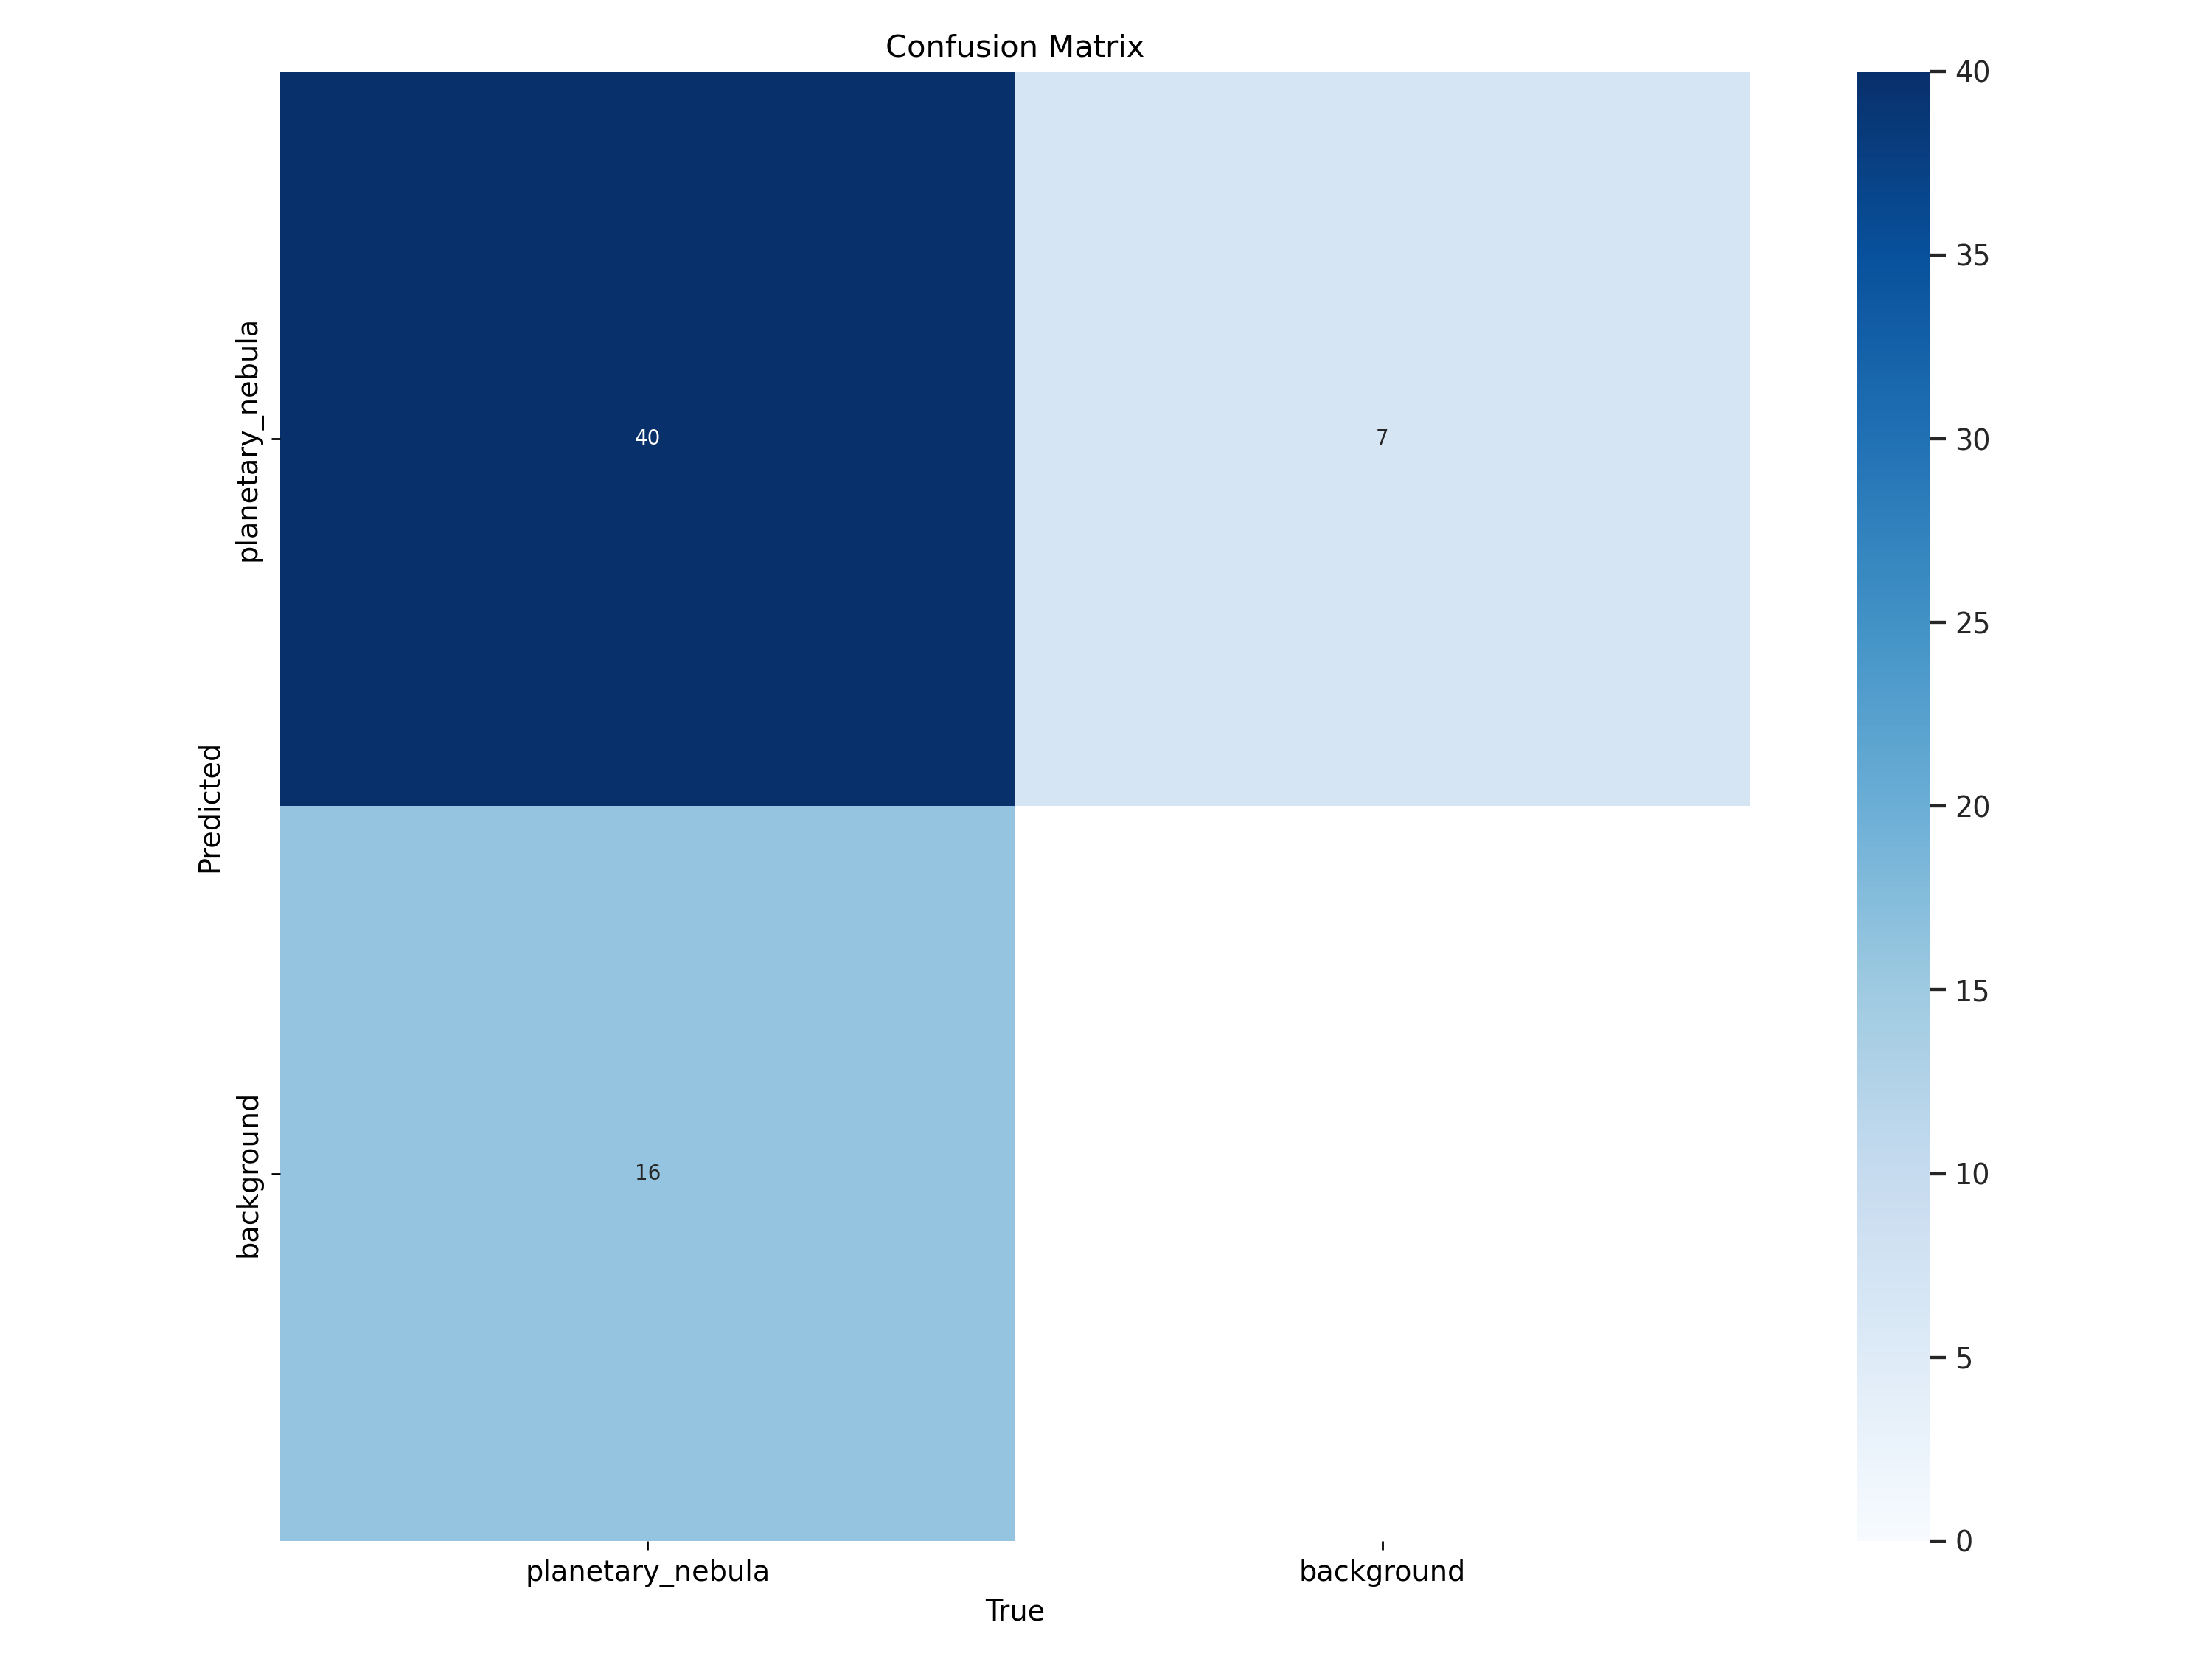 Confusion Matrix
planetary_nebula
background
Predicted
40
7
16
planetary_nebula
background
True
40
35
30
25
20
15
10
5
0